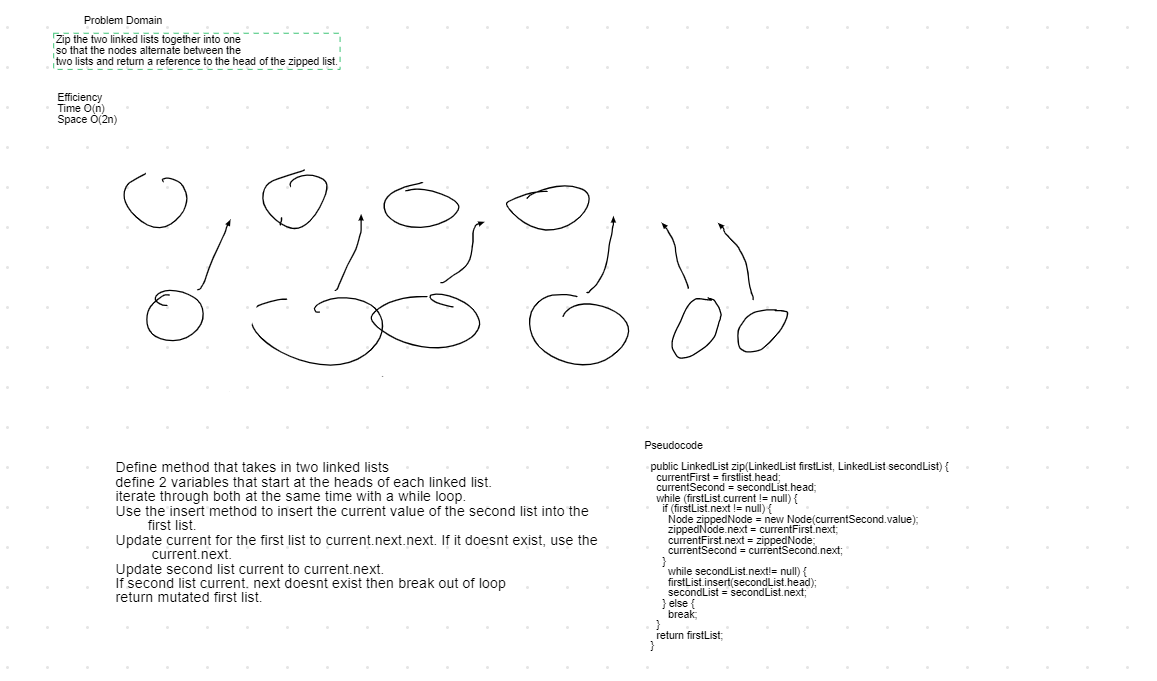 Problem Domain
Zip the two linked lists together into one
so that the nodes alternate between the
two lists and return a reference to the head of the zipped list.
Efficiency
Time O(n)
Space O(2n)
Define method that takes in two linked lists
define 2 variables that start at the heads of each linked list.
iterate through both at the same time with a while loop.
Use the insert method to insert the current value of the second list into the
first list.
Update current for the first list to current.next.next. If it doesnt exist, use the
current.next.
Update second list current to current.next.
If second list current. next doesnt exist then break out of loop
return mutated first list.
Pseudocode
public LinkedList zip(LinkedList firstList, LinkedList secondList) {
currentFirst = firstlist.head;
currentSecond = secondList.head;
while (firstList.current != null) {
if (firstList.next != null) {
Node zippedNode = new Node(currentSecond.value);
zippedNode.next = currentFirst.next;
currentFirst.next = zippedNode;
currentSecond = currentSecond.next;
}
while secondList.next!= null) {
firstList.insert(secondList.head);
secondList = secondList.next;
} else {
break;
}
return firstList;
}